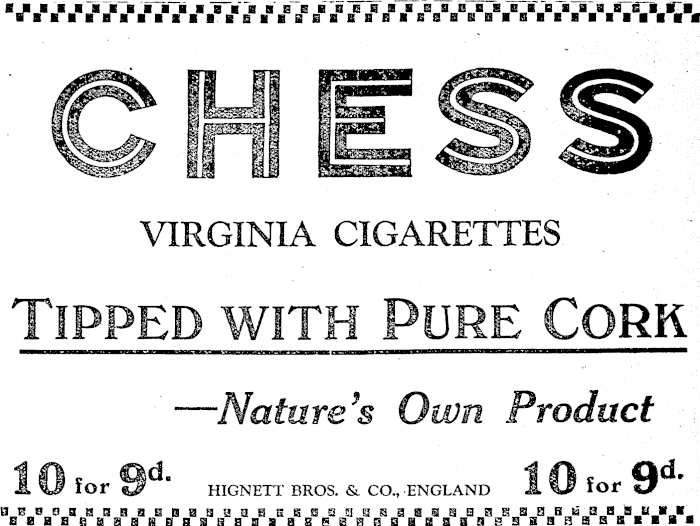 CHESS
VIRGINIA CIGARETTES
TIPPED WITH PURE CORK
—Nature's Own Product
10 for 9d. HIGNETT BROS. & CO., ENGLAND 10 for 9d.